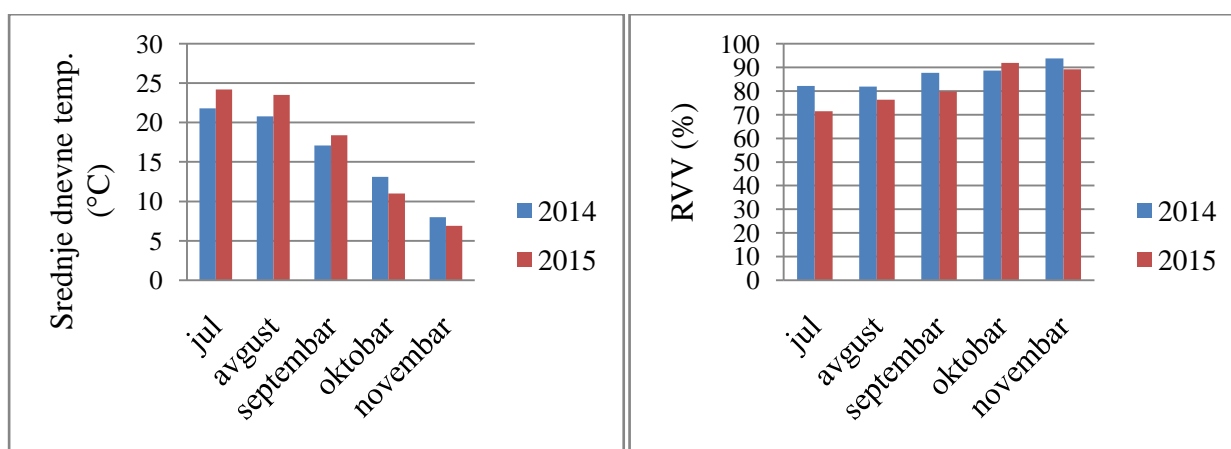 Srednje dnevne temp.
(°C)
30
25
20
15
10
5
0
jul
avgust
septembar
oktobar
novembar
2014
2015
RVV (%)
100
90
80
70
60
50
40
30
20
10
0
jul
avgust
septembar
oktobar
novembar
2014
2015